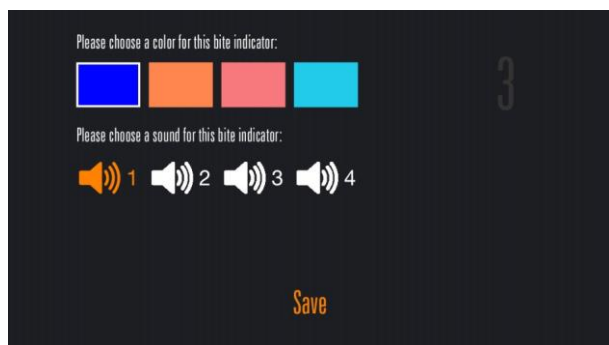 Please choose a color for this bite indicator:
3
Please choose a sound for this bite indicator:
1 2 3 4
Save